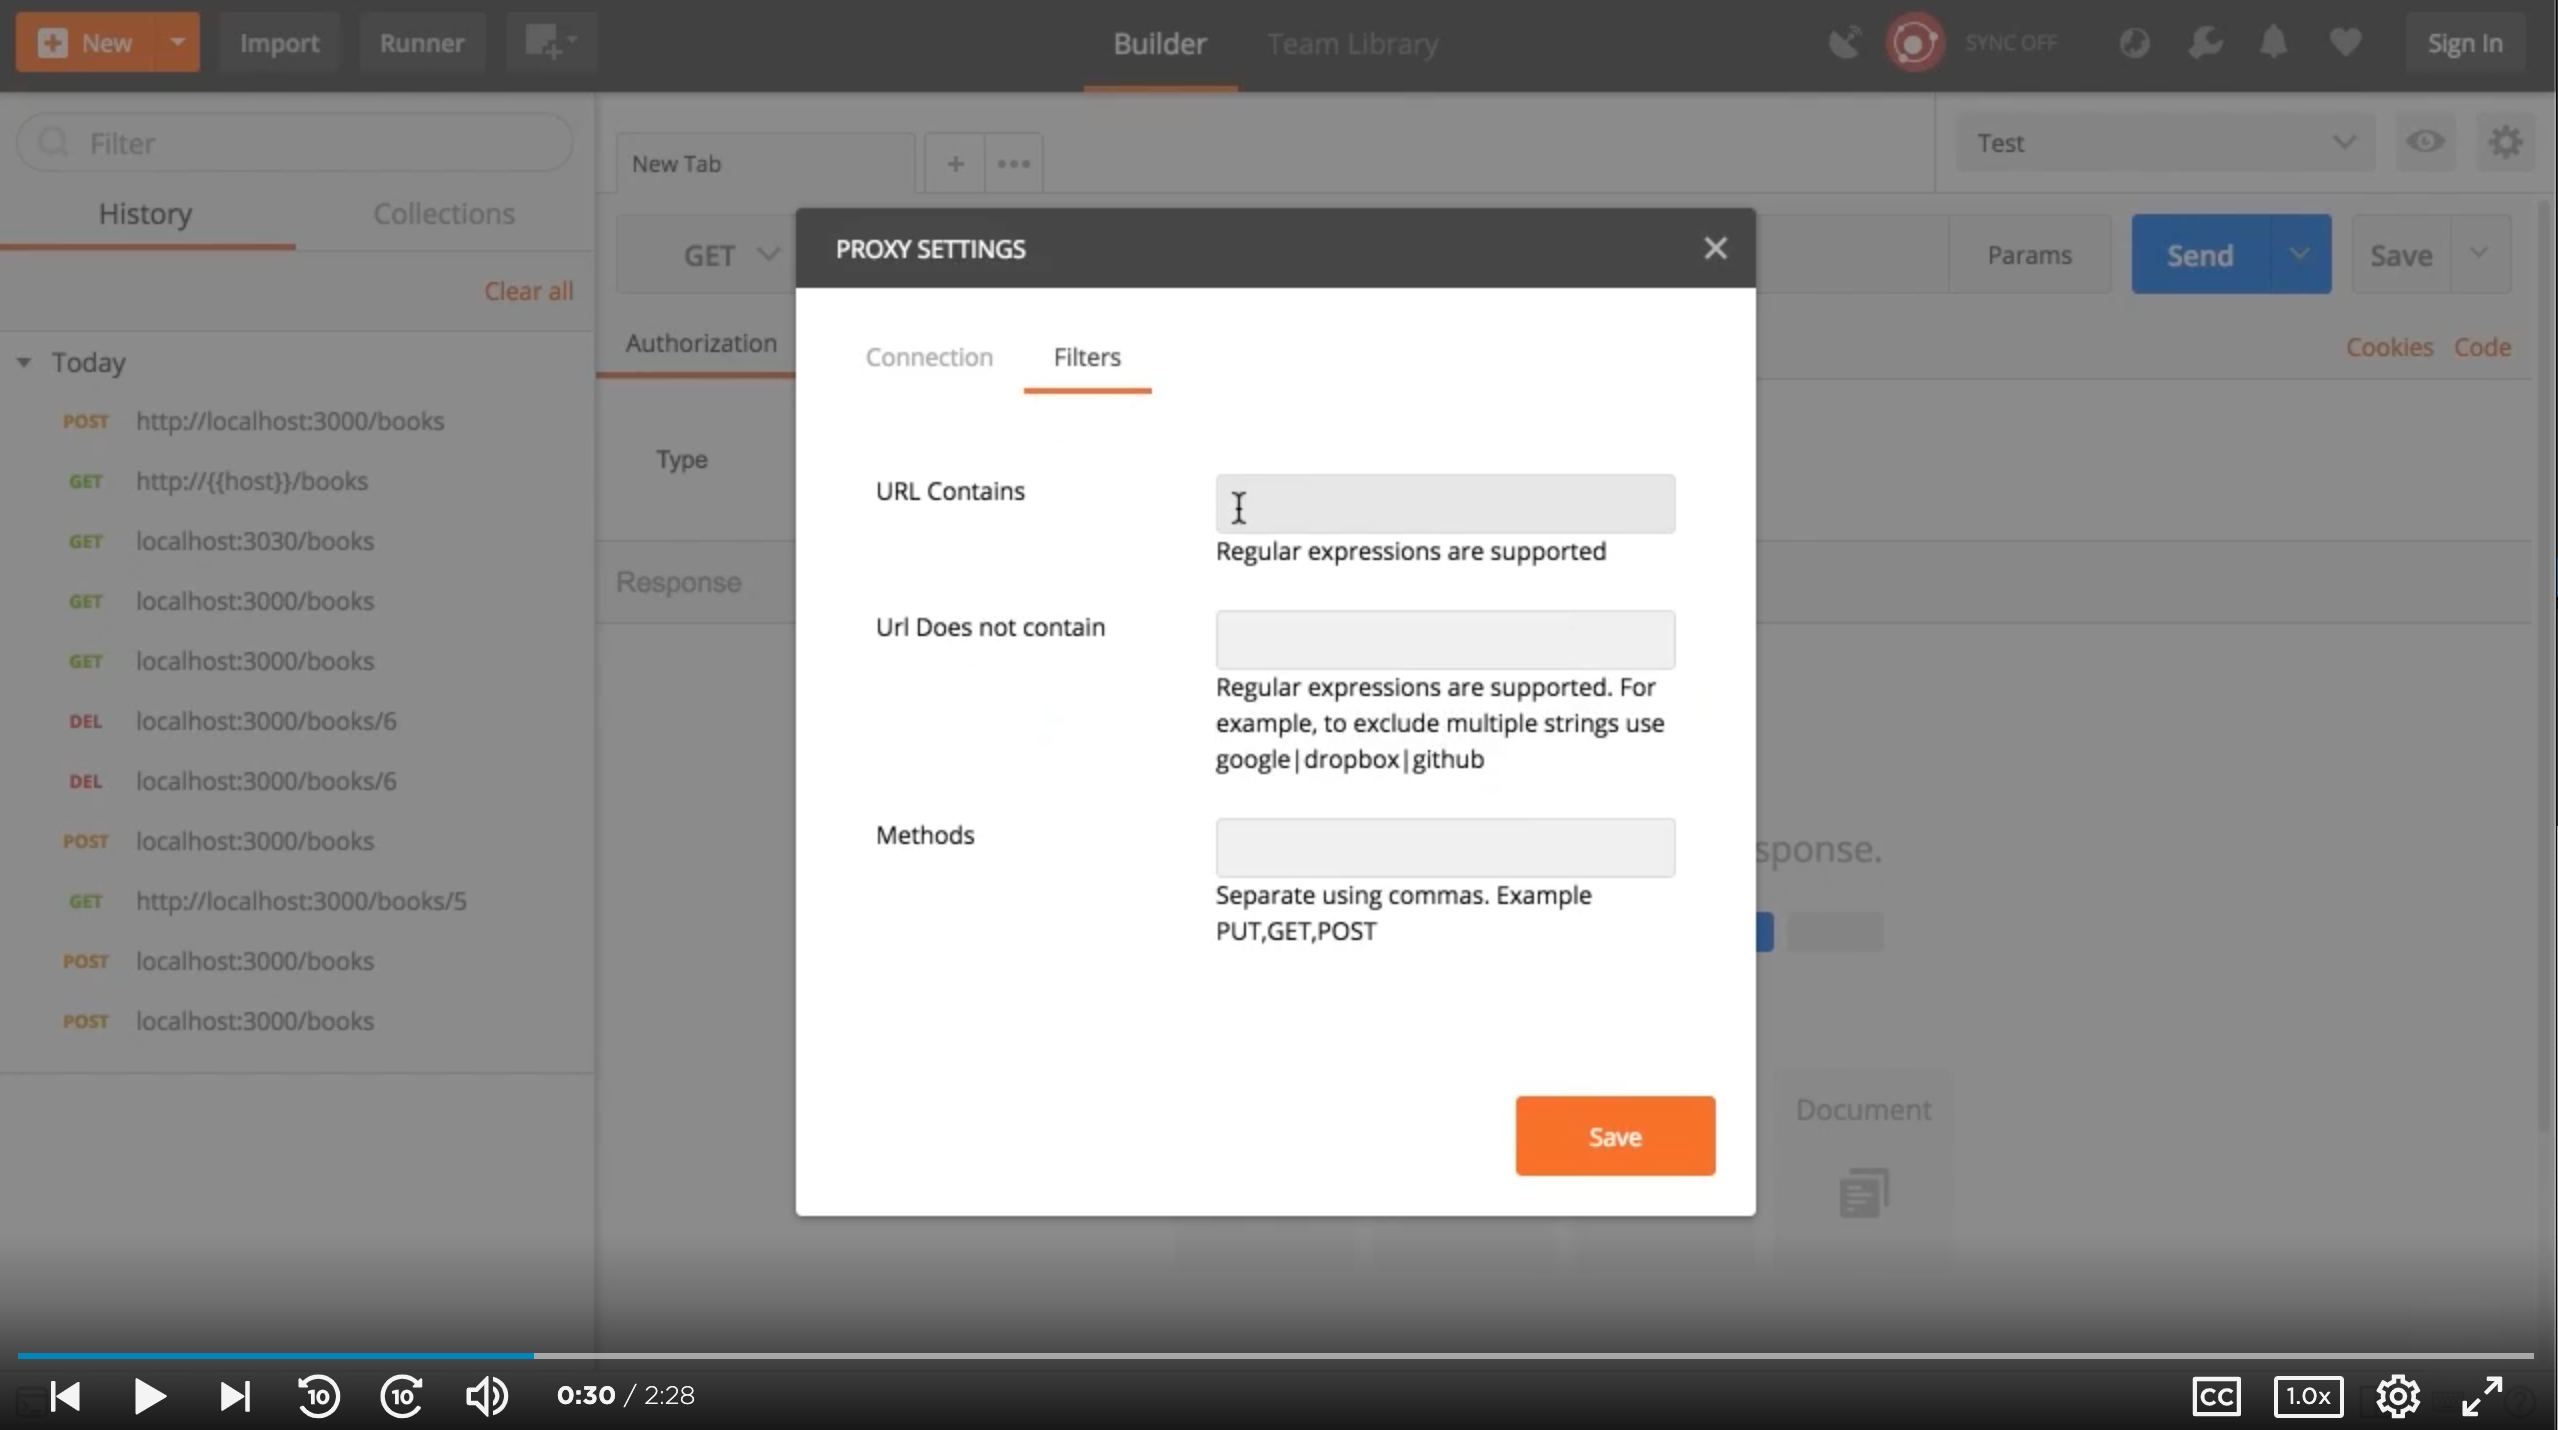 New
Import
Runner
Builder
Team Library
SYNC OFF
Sign In
Filter
History
Collections
Clear all
Today
POST http://localhost:3000/books
GET http://{{host}}/books
GET localhost:3030/books
GET localhost:3000/books
GET localhost:3000/books
DEL localhost:3000/books/6
DEL localhost:3000/books/6
POST localhost:3000/books
GET http://localhost:3000/books/5
POST localhost:3000/books
POST localhost:3000/books
New Tab
Test
GET
Params
Send
Save
Authorization
Cookies
Code
Type
Response
PROXY SETTINGS
Connection
Filters
URL Contains
Regular expressions are supported
Url Does not contain
Regular expressions are supported. For
example, to exclude multiple strings use
google|dropbox|github
Methods
Separate using commas. Example
PUT,GET,POST
Save
sponse.
Document
10
10
0:30 / 2:28
CC
1.0x